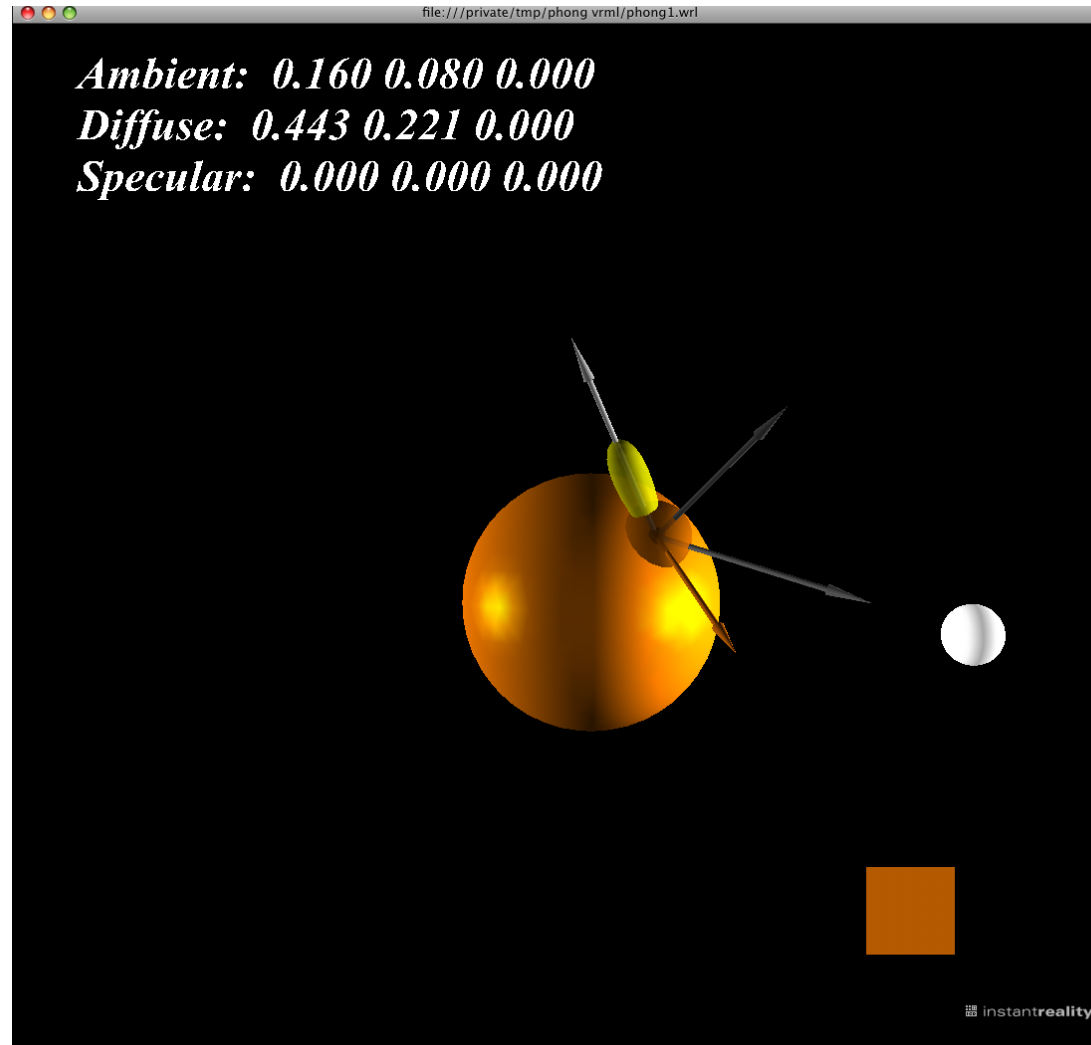 file:///private/tmp/phong vrml/phong1.wrl
Ambient: 0.160 0.080 0.000
Diffuse: 0.443 0.221 0.000
Specular: 0.000 0.000 0.000
instantreality